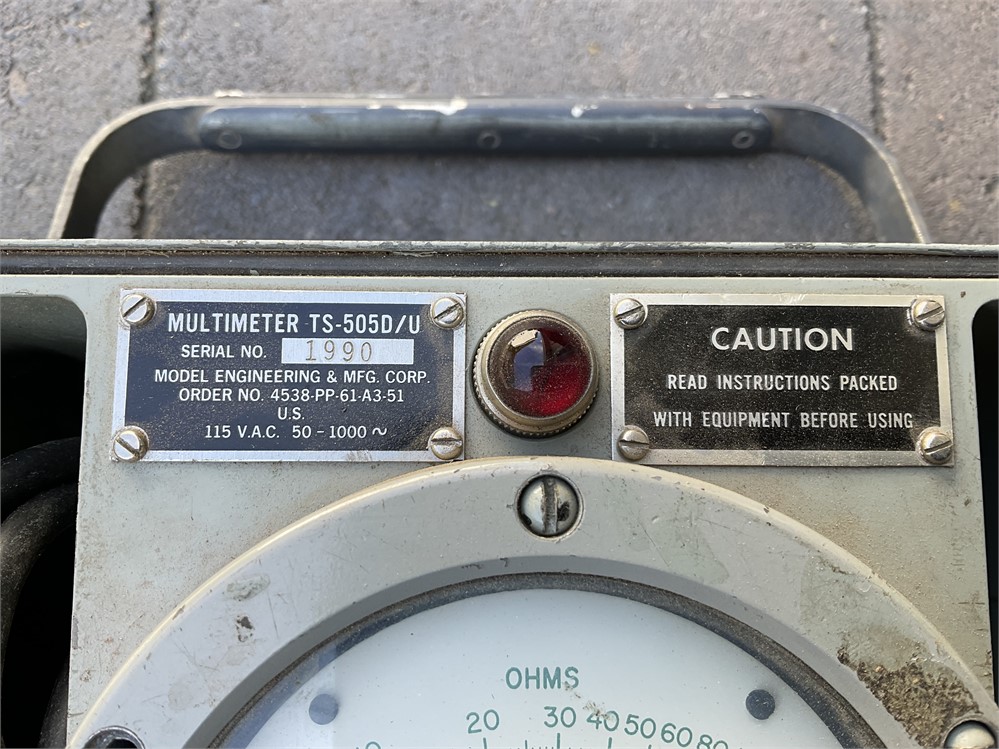 MULTIMETER TS-505D/U
SERIAL NO. 1990
MODEL ENGINEERING & MFG. CORP.
ORDER NO. 4538-PP-61-A3-51
U.S.
115 V.A.C. 50-1000 ~
CAUTION
READ INSTRUCTIONS PACKED
WITH EQUIPMENT BEFORE USING
OHMS
20 30 40 50 60 80